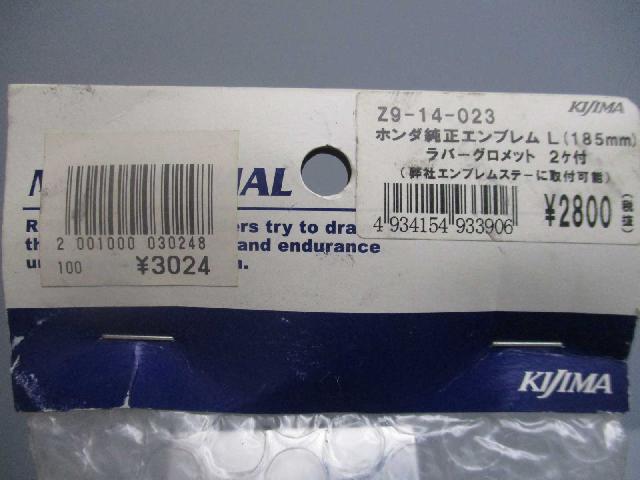 Z9-14-023 KIJIMA
ホンダ純正エンブレム L(185mm)
ラバーグロメット 2ヶ付
(弊社エンブレムステーに取付可能)
4 934154 933906
¥2800(税抜)
2 001000 030248
100 ¥3024
M NAL
R ers try to dra
th and endurance
un n.
KIJIMA